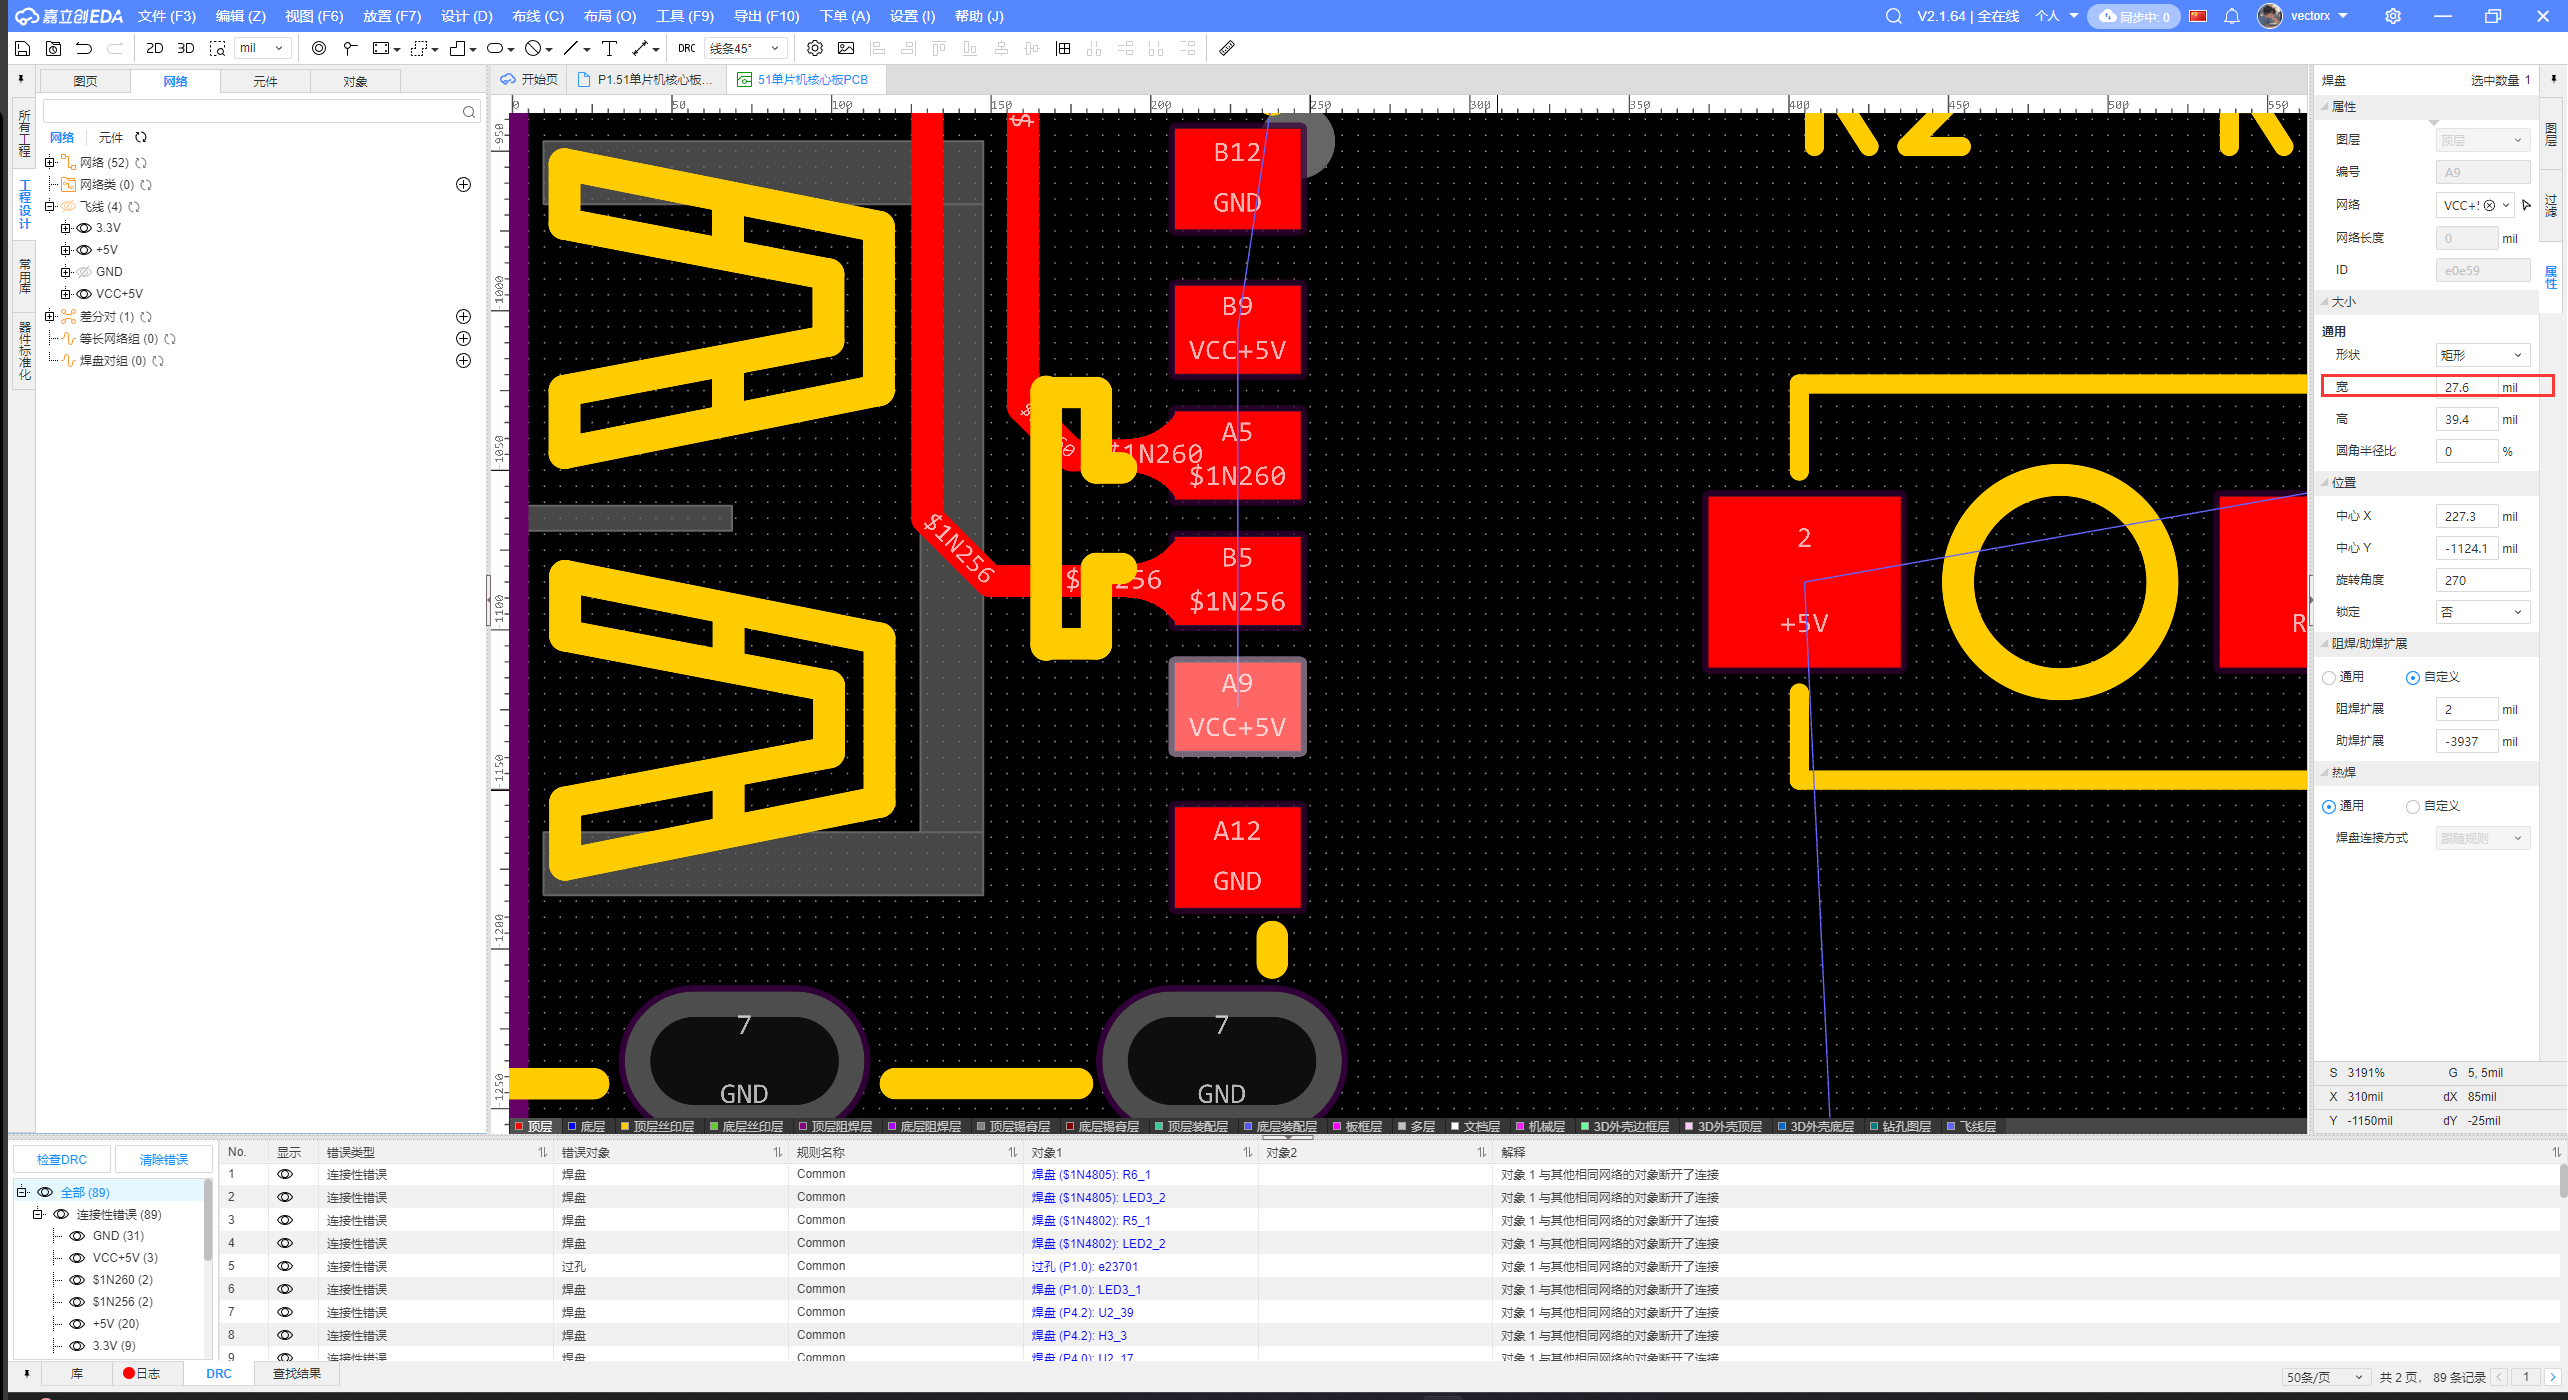 嘉立创EDA 文件 (F3) 编辑 (Z) 视图 (F6) 放置 (F7) 设计 (D) 布线 (C) 布局 (O) 工具 (F9) 导出 (F10) 下单 (A) 设置 (I) 帮助 (J) V2.1.64 | 全在线 个人 同步中: 0 vectorx
2D 3D mil DRC 线条45°
图页 网络 元件 对象
开始页 P1.51单片机核心板... 51单片机核心板PCB
所有工程
工程设计
常用库
器件标准化
网络 元件
网络 (52)
网络类 (0)
飞线 (4)
3.3V
+5V
GND
VCC+5V
差分对 (1)
等长网络组 (0)
焊盘对组 (0)
0 50 100 150 200 250 300 350 400 450 500 550
-950
-1000
-1050
-1100
-1150
-1200
-1250
B12
GND
B9
VCC+5V
A5
$1N260
$1N260
B5
$1N256
$1N256
A9
VCC+5V
A12
GND
2
+5V
R
7
GND
7
GND
焊盘 选中数量 1
属性
图层 顶层
编号 A9
网络 VCC+5
网络长度 0 mil
ID e0e59
大小
通用
形状 矩形
宽 27.6 mil
高 39.4 mil
圆角半径比 0 %
位置
中心 X 227.3 mil
中心 Y -1124.1 mil
旋转角度 270
锁定 否
阻焊/助焊扩展
通用 自定义
阻焊扩展 2 mil
助焊扩展 -3937 mil
热焊
通用 自定义
焊盘连接方式 跟随规则
图层
过滤
属性
S 3191% G 5, 5mil
X 310mil dX 85mil
Y -1150mil dY -25mil
顶层 底层 顶层丝印层 底层丝印层 顶层阻焊层 底层阻焊层 顶层锡膏层 底层锡膏层 顶层装配层 底层装配层 板框层 多层 文档层 机械层 3D外壳边框层 3D外壳顶层 3D外壳底层 钻孔图层 飞线层
检查DRC 清除错误
全部 (89)
连接性错误 (89)
GND (31)
VCC+5V (3)
$1N260 (2)
$1N256 (2)
+5V (20)
3.3V (9)
No. 显示 错误类型 错误对象 规则名称 对象1 对象2 解释
1 连接性错误 焊盘 Common 焊盘 ($1N4805): R6_1 对象 1 与其他相同网络的对象断开了连接
2 连接性错误 焊盘 Common 焊盘 ($1N4805): LED3_2 对象 1 与其他相同网络的对象断开了连接
3 连接性错误 焊盘 Common 焊盘 ($1N4802): R5_1 对象 1 与其他相同网络的对象断开了连接
4 连接性错误 焊盘 Common 焊盘 ($1N4802): LED2_2 对象 1 与其他相同网络的对象断开了连接
5 连接性错误 过孔 Common 过孔 (P1.0): e23701 对象 1 与其他相同网络的对象断开了连接
6 连接性错误 焊盘 Common 焊盘 (P1.0): LED3_1 对象 1 与其他相同网络的对象断开了连接
7 连接性错误 焊盘 Common 焊盘 (P4.2): U2_39 对象 1 与其他相同网络的对象断开了连接
8 连接性错误 焊盘 Common 焊盘 (P4.2): H3_3 对象 1 与其他相同网络的对象断开了连接
9 连接性错误 焊盘 Common 焊盘 (P4.0): U2_17 对象 1 与其他相同网络的对象断开了连接
库 日志 DRC 查找结果
50条/页 共 2 页, 89 条记录 1